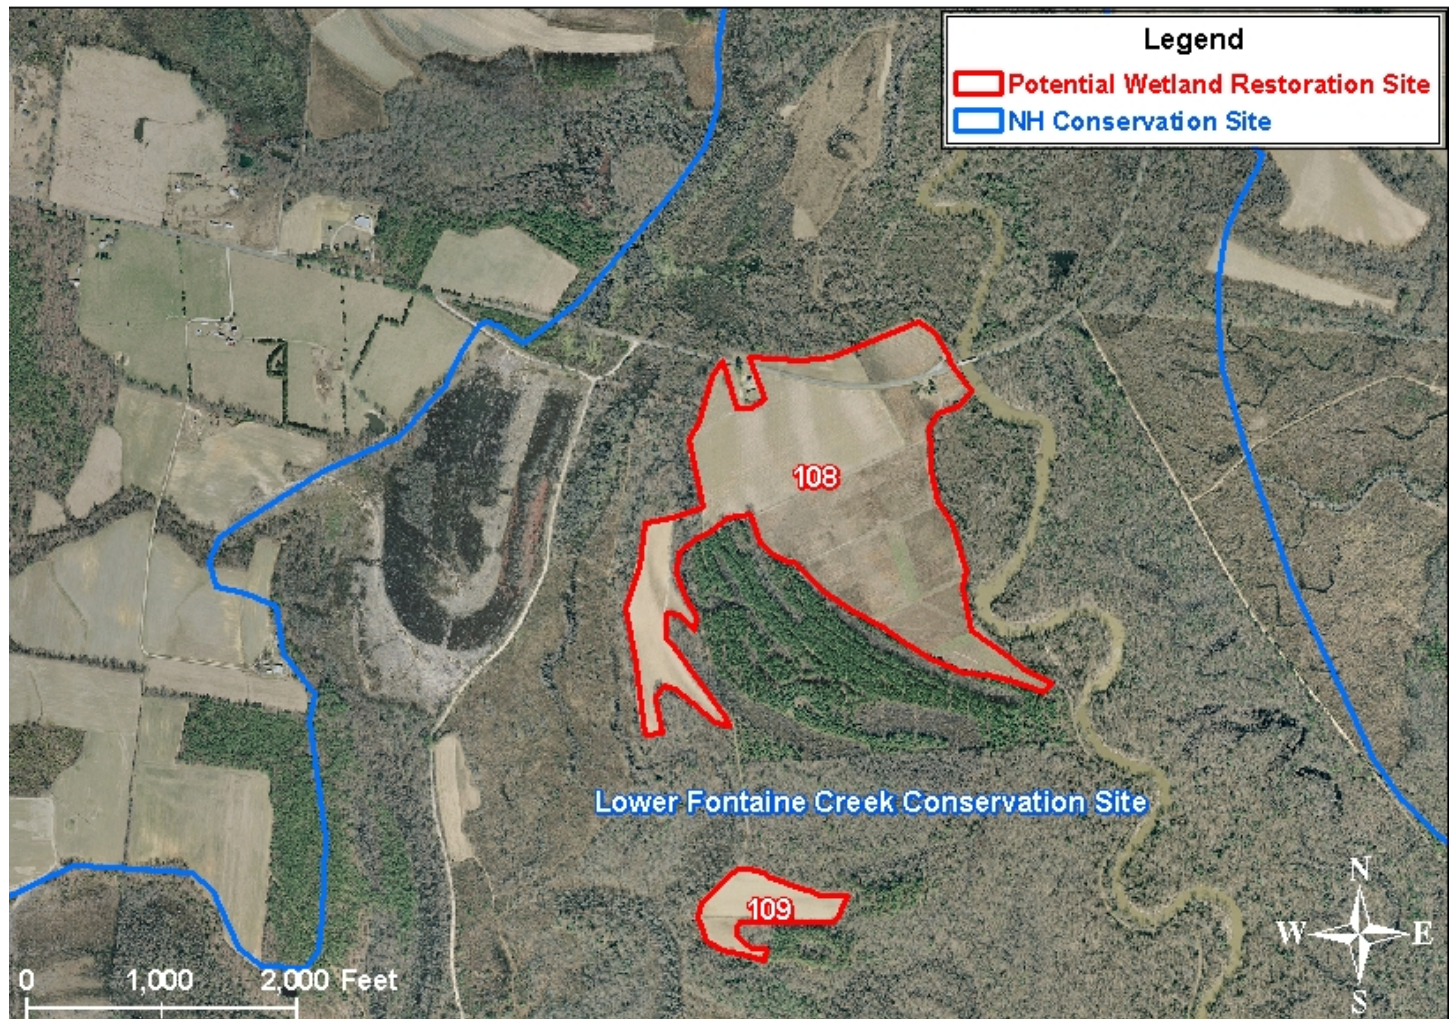 Legend
Potential Wetland Restoration Site
NH Conservation Site
108
Lower Fontaine Creek Conservation Site
109
N
W E
S
0 1,000 2,000 Feet